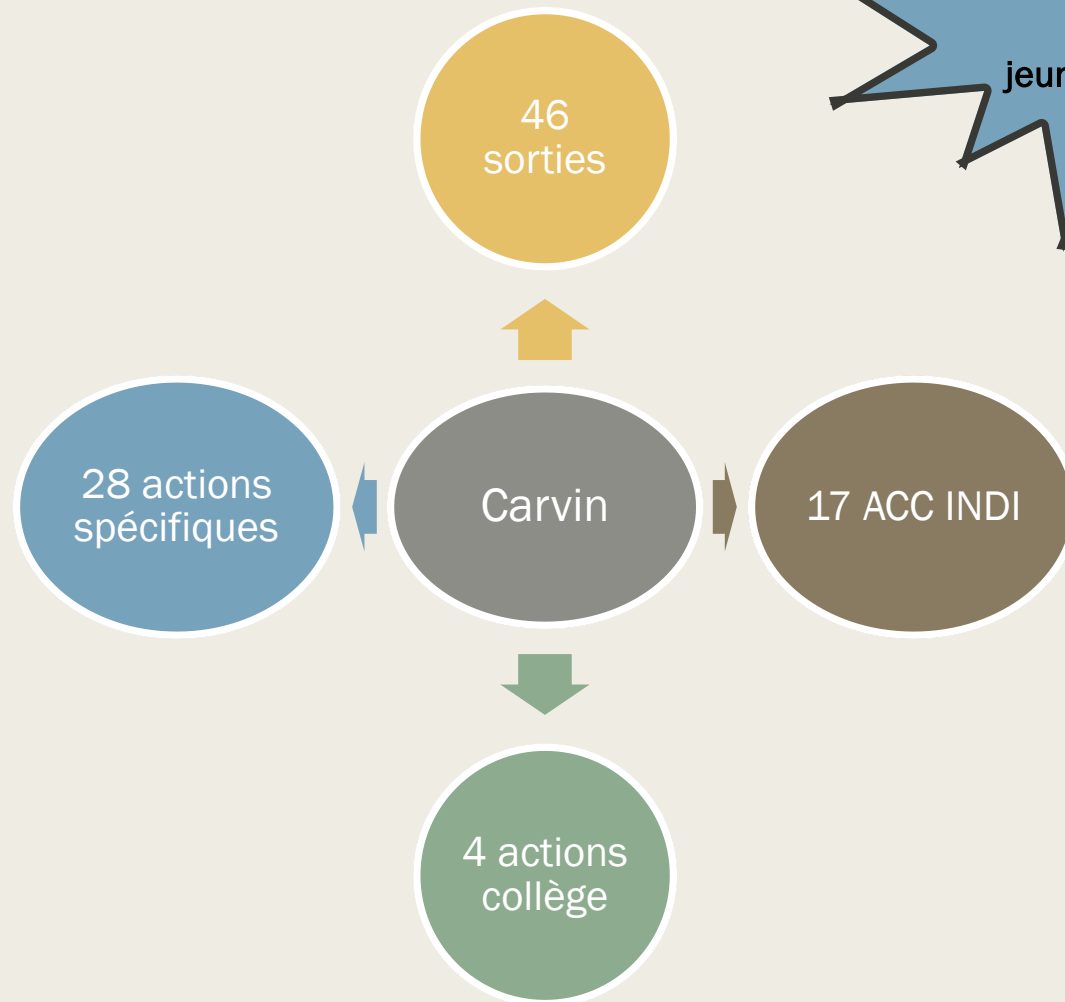 46
sorties
28 actions
spécifiques
Carvin
17 ACC INDI
4 actions
collège